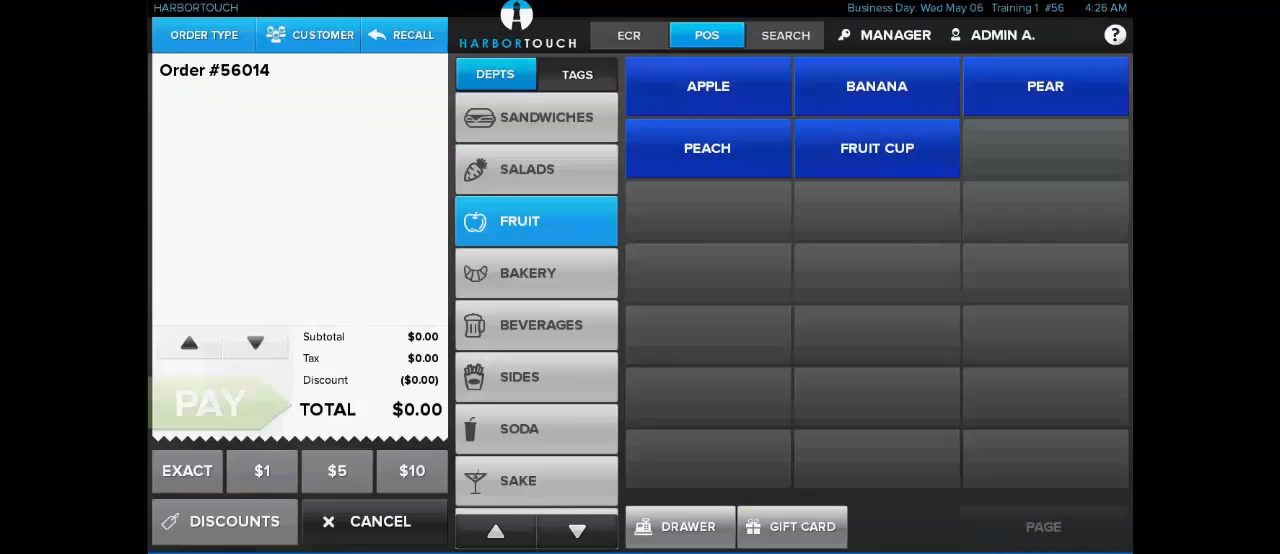 HARBORTOUCH
Business Day: Wed May 06 Training 1 #56 4:26 AM
ORDER TYPE
CUSTOMER
RECALL
HARBORTOUCH
ECR
POS
SEARCH
MANAGER
ADMIN A.
?
Order #56014
DEPTS
TAGS
SANDWICHES
SALADS
FRUIT
BAKERY
BEVERAGES
SIDES
SODA
SAKE
APPLE
BANANA
PEAR
PEACH
FRUIT CUP
Subtotal $0.00
Tax $0.00
Discount ($0.00)
PAY
TOTAL $0.00
EXACT
$1
$5
$10
DISCOUNTS
X CANCEL
DRAWER
GIFT CARD
PAGE